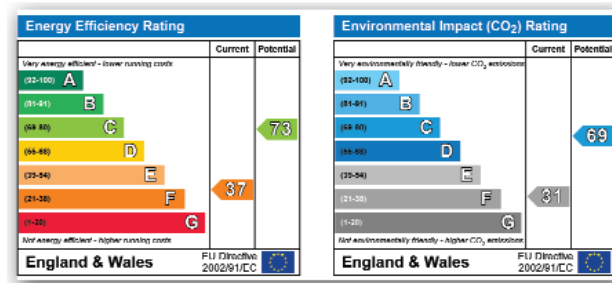 Energy Efficiency Rating
Current Potential
Very energy efficient - lower running costs
(92-100) A
(81-91) B
(69-80) C
73
(55-68) D
(39-54) E
(21-38) F
37
(1-20) G
Not energy efficient - higher running costs
England & Wales
EU Directive
2002/91/EC
Environmental Impact (CO₂) Rating
Current Potential
Very environmentally friendly - lower CO₂ emissions
(92-100) A
(81-91) B
(69-80) C
69
(55-68) D
(39-54) E
(21-38) F
31
(1-20) G
Not environmentally friendly - higher CO₂ emissions
England & Wales
EU Directive
2002/91/EC